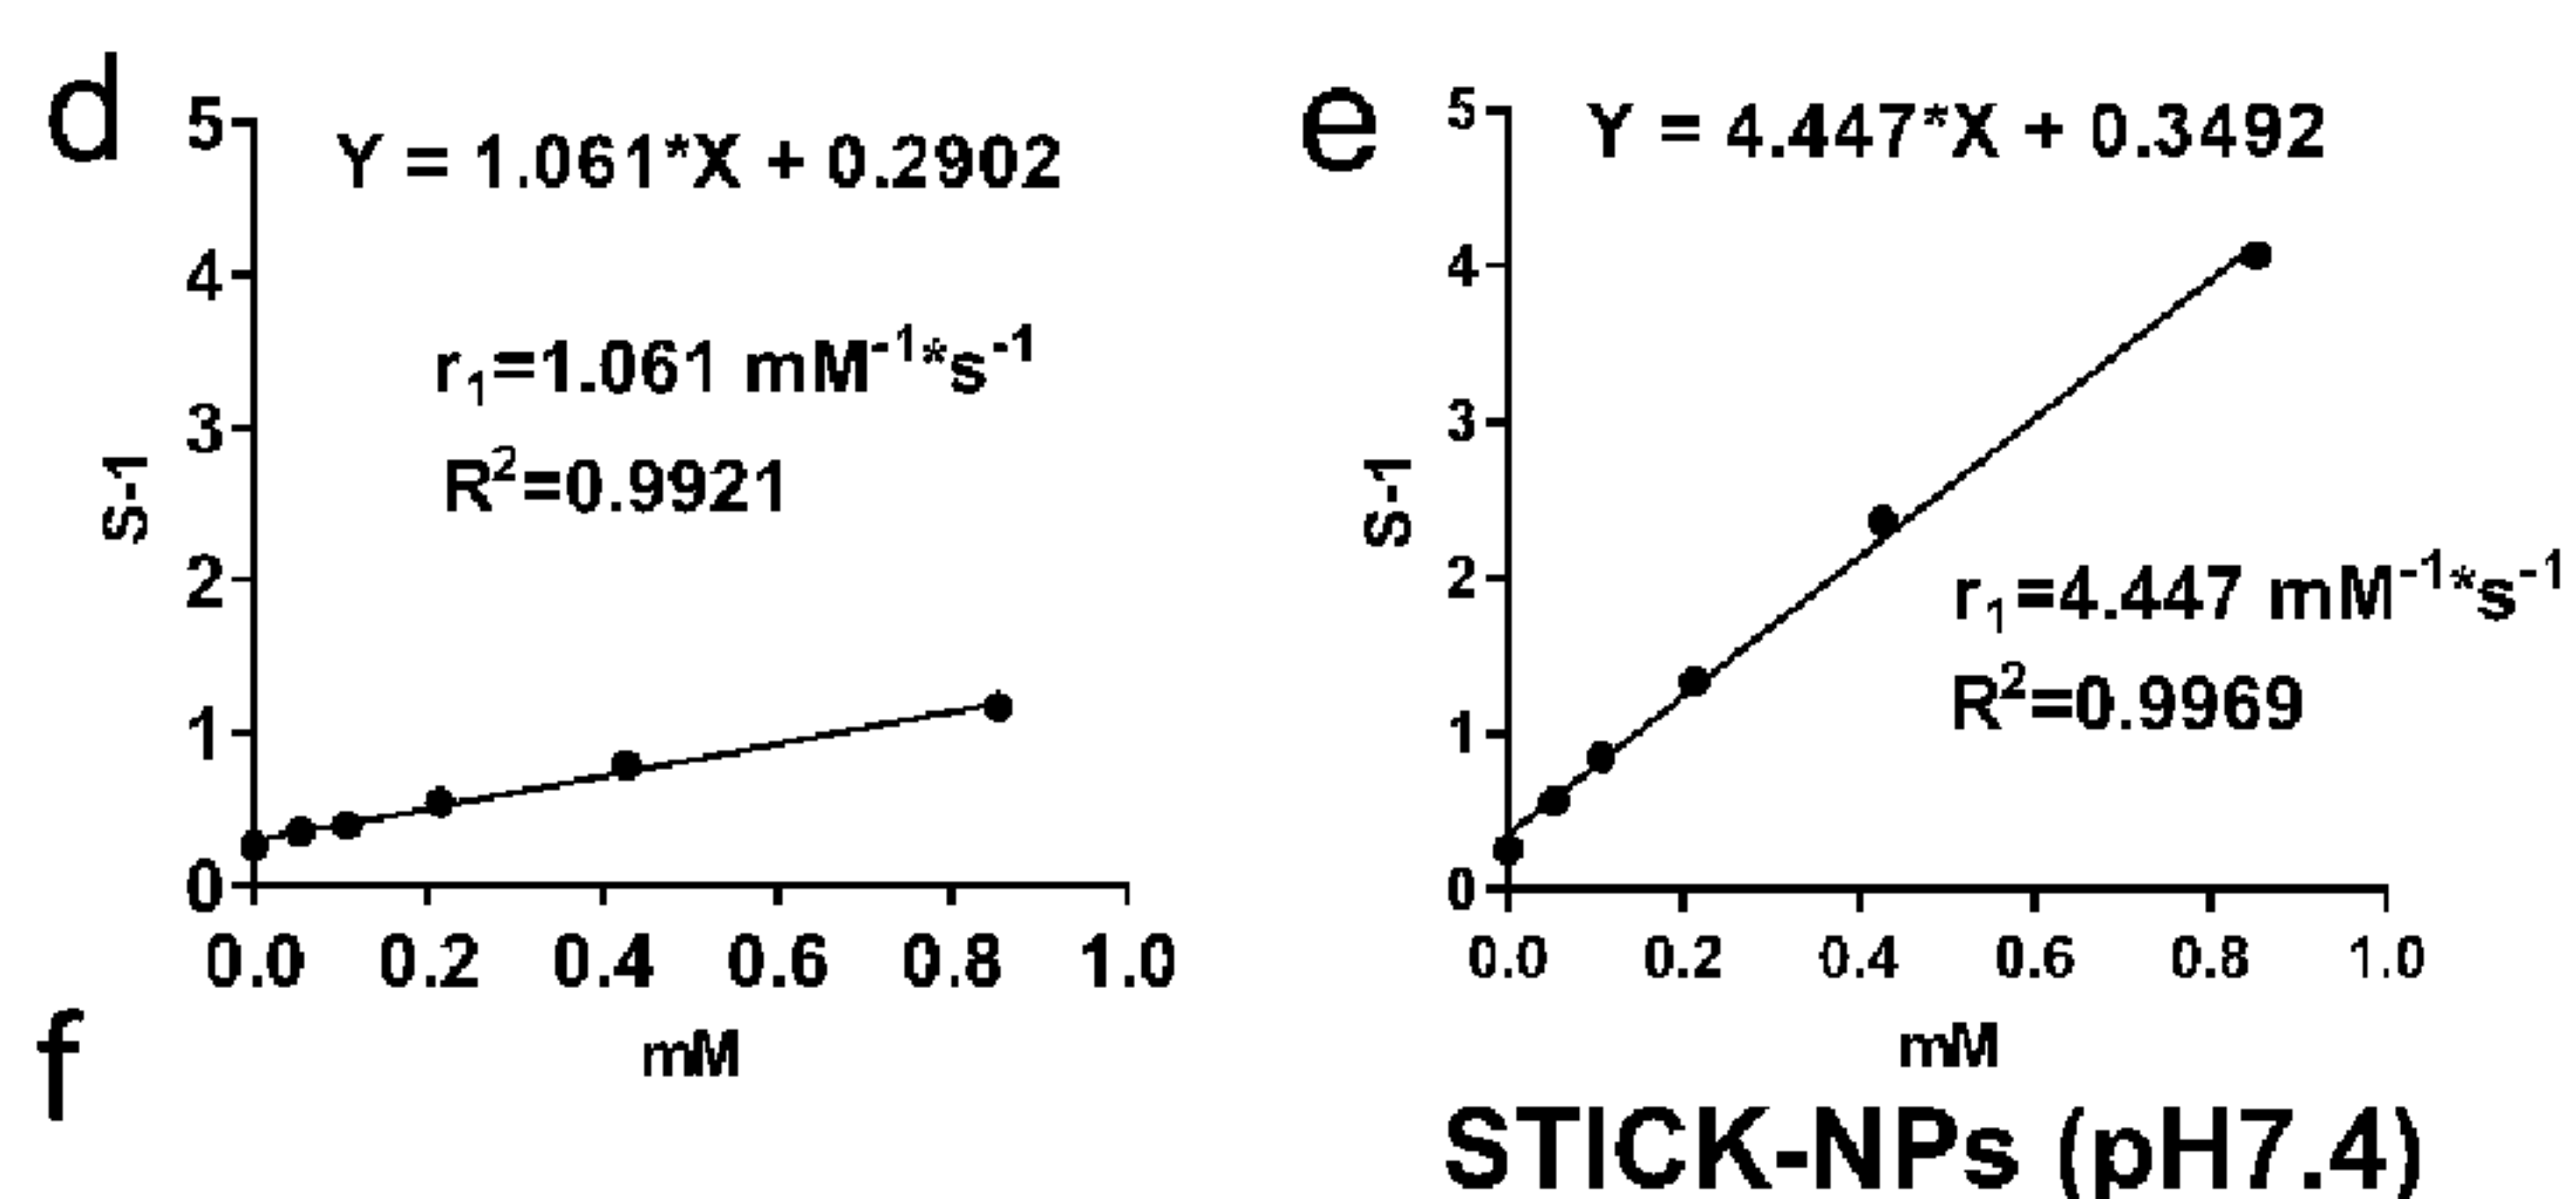 d
Y = 1.061*X + 0.2902
r₁=1.061 mM⁻¹*s⁻¹
R²=0.9921
5
4
3
2
1
0
S-1
0.0 0.2 0.4 0.6 0.8 1.0
mM
e
Y = 4.447*X + 0.3492
r₁=4.447 mM⁻¹*s⁻¹
R²=0.9969
5
4
3
2
1
0
S-1
0.0 0.2 0.4 0.6 0.8 1.0
mM
f
STICK-NPs (pH7.4)